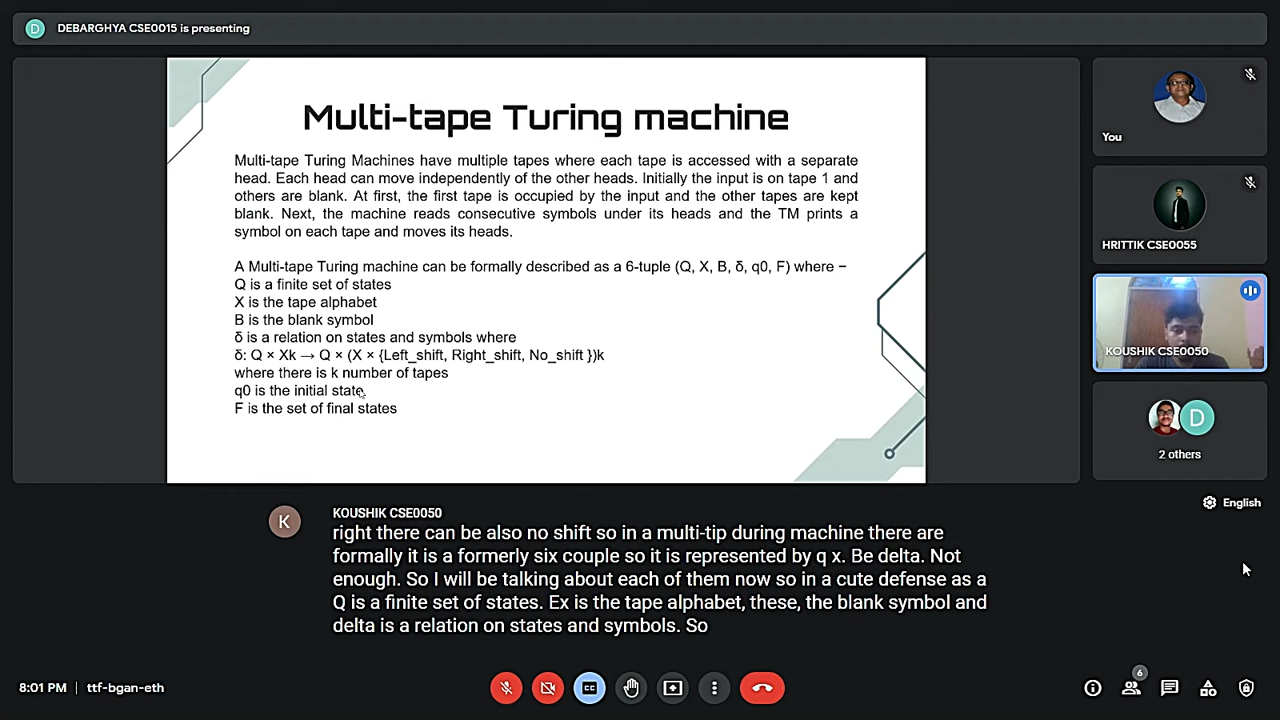 D DEBARGHYA CSE0015 is presenting
Multi-tape Turing machine
Multi-tape Turing Machines have multiple tapes where each tape is accessed with a separate
head. Each head can move independently of the other heads. Initially the input is on tape 1 and
others are blank. At first, the first tape is occupied by the input and the other tapes are kept
blank. Next, the machine reads consecutive symbols under its heads and the TM prints a
symbol on each tape and moves its heads.
A Multi-tape Turing machine can be formally described as a 6-tuple (Q, X, B, δ, q0, F) where −
Q is a finite set of states
X is the tape alphabet
B is the blank symbol
δ is a relation on states and symbols where
δ: Q × Xk → Q × (X × {Left_shift, Right_shift, No_shift })k
where there is k number of tapes
q0 is the initial state
F is the set of final states
You
HRITTIK CSE0055
KOUSHIK CSE0050
D
2 others
English
K
KOUSHIK CSE0050
right there can be also no shift so in a multi-tip during machine there are
formally it is a formerly six couple so it is represented by q x. Be delta. Not
enough. So I will be talking about each of them now so in a cute defense as a
Q is a finite set of states. Ex is the tape alphabet, these, the blank symbol and
delta is a relation on states and symbols. So
8:01 PM | ttf-bgan-eth
CC
6